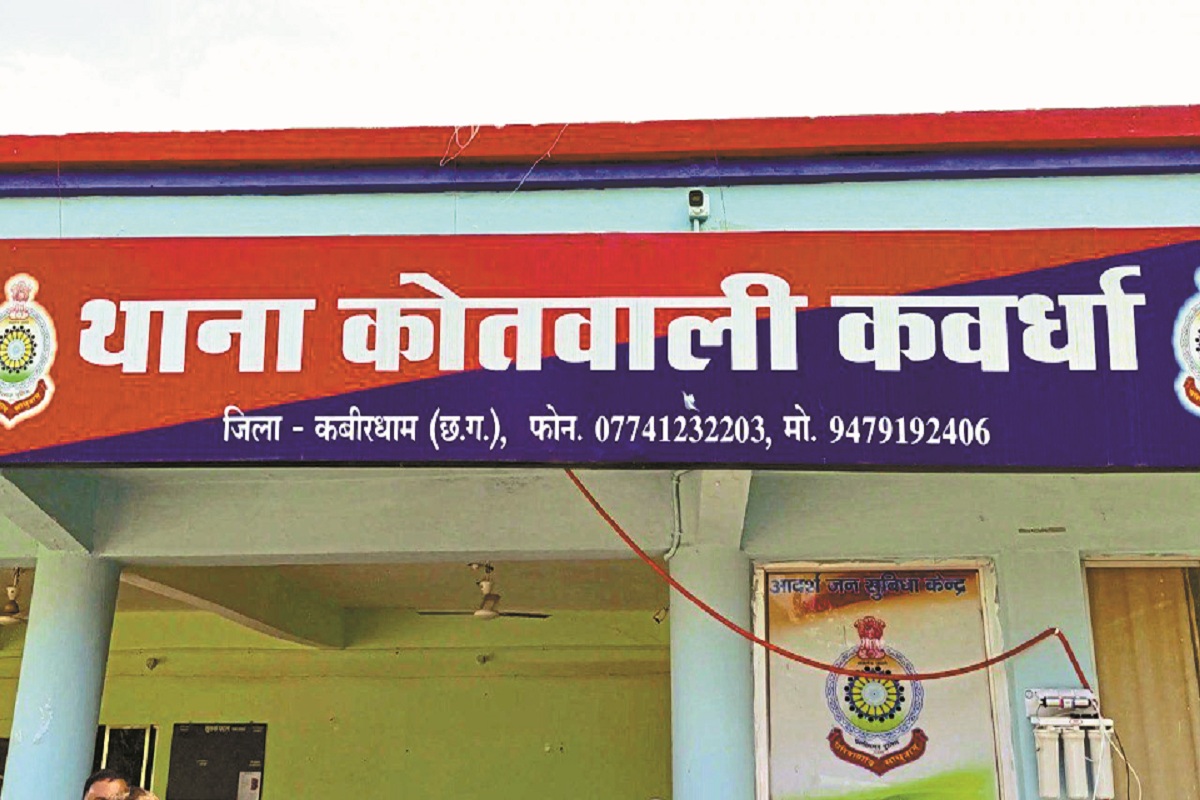 थाना कोतवाली कवर्धा
जिला - कबीरधाम (छ.ग.), फोन. 07741232203, मो. 9479192406
आदर्श जन सुबिधा केन्द्र